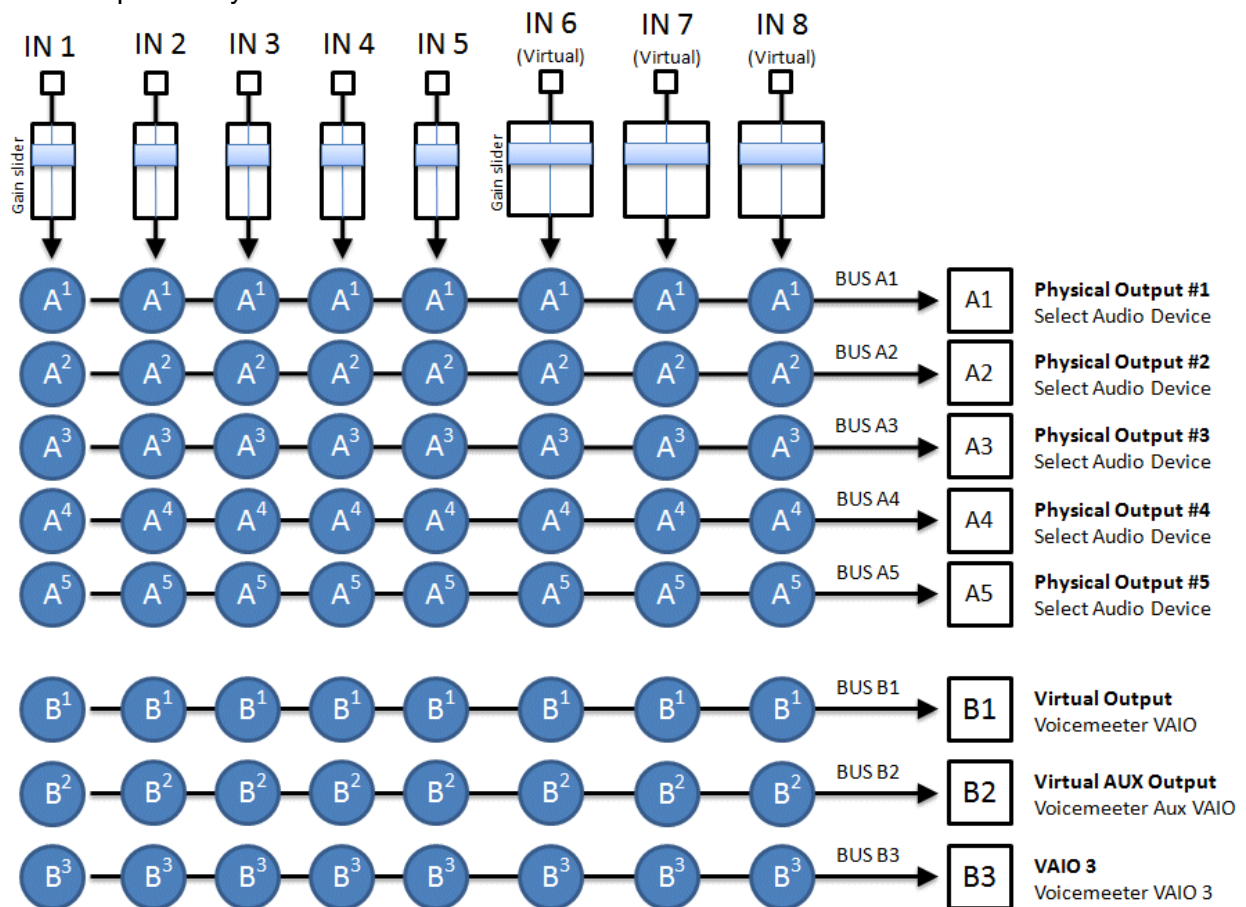 IN 1 IN 2 IN 3 IN 4 IN 5 IN 6 IN 7 IN 8
(Virtual) (Virtual) (Virtual)
Gain slider Gain slider
A1 A1 A1 A1 A1 A1 A1 A1 BUS A1 A1 Physical Output #1
Select Audio Device
A2 A2 A2 A2 A2 A2 A2 A2 BUS A2 A2 Physical Output #2
Select Audio Device
A3 A3 A3 A3 A3 A3 A3 A3 BUS A3 A3 Physical Output #3
Select Audio Device
A4 A4 A4 A4 A4 A4 A4 A4 BUS A4 A4 Physical Output #4
Select Audio Device
A5 A5 A5 A5 A5 A5 A5 A5 BUS A5 A5 Physical Output #5
Select Audio Device
B1 B1 B1 B1 B1 B1 B1 B1 BUS B1 B1 Virtual Output
Voicemeeter VAIO
B2 B2 B2 B2 B2 B2 B2 B2 BUS B2 B2 Virtual AUX Output
Voicemeeter Aux VAIO
B3 B3 B3 B3 B3 B3 B3 B3 BUS B3 B3 VAIO 3
Voicemeeter VAIO 3